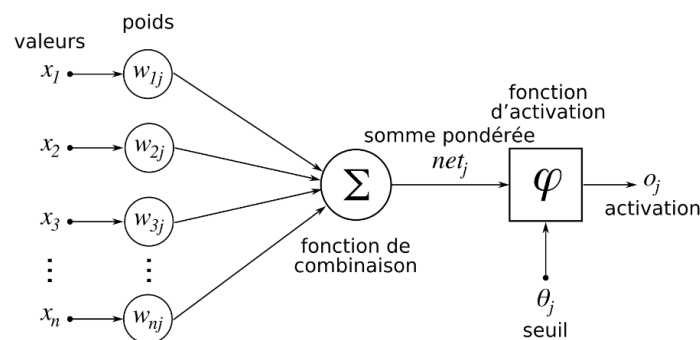 valeurs
poids
x₁
w₁ⱼ
x₂
w₂ⱼ
x₃
w₃ⱼ
⋮ ⋮
xₙ
wₙⱼ
Σ
fonction de
combinaison
somme pondérée
netⱼ
fonction
d’activation
φ
oⱼ
activation
θⱼ
seuil